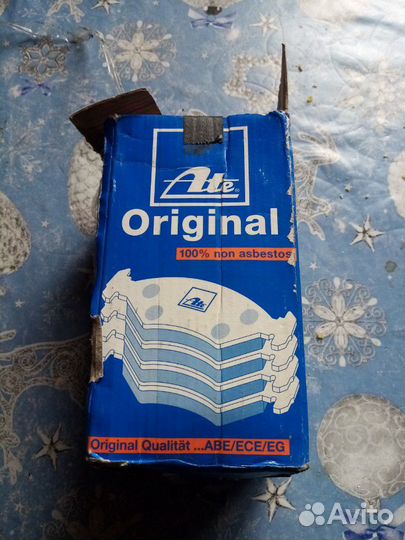 Ate
Original
100% non asbestos
Ate
Original Qualität ...ABE/ECE/EG
Avito